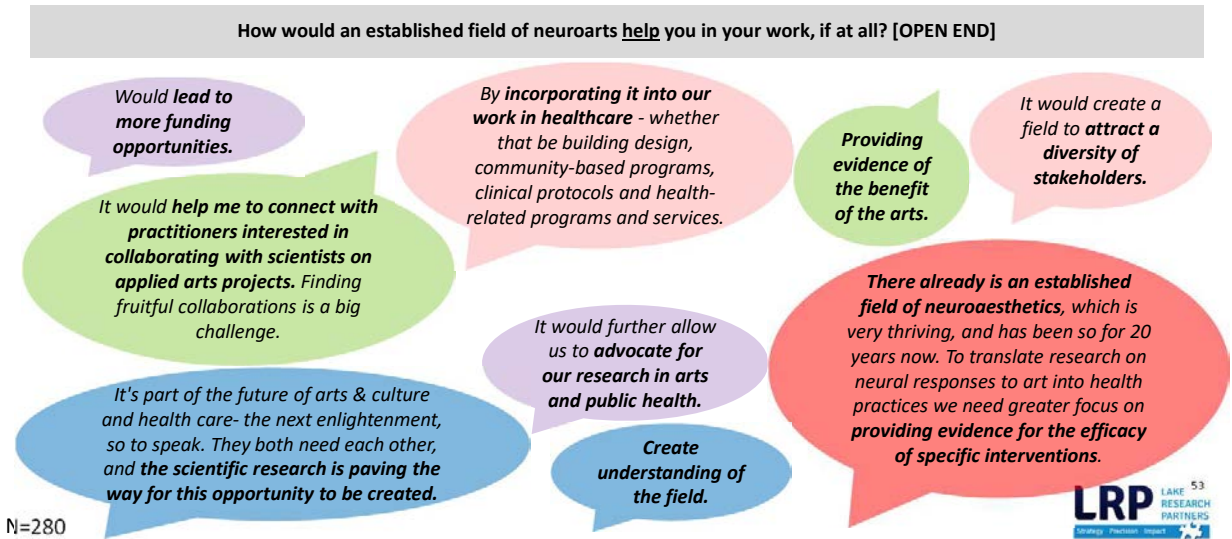 How would an established field of neuroarts help you in your work, if at all? [OPEN END]
Would lead to
more funding
opportunities.
By incorporating it into our
work in healthcare - whether
that be building design,
community-based programs,
clinical protocols and health-
related programs and services.
Providing
evidence of
the benefit
of the arts.
It would create a
field to attract a
diversity of
stakeholders.
It would help me to connect with
practitioners interested in
collaborating with scientists on
applied arts projects. Finding
fruitful collaborations is a big
challenge.
There already is an established
field of neuroaesthetics, which is
very thriving, and has been so for 20
years now. To translate research on
neural responses to art into health
practices we need greater focus on
providing evidence for the efficacy
of specific interventions.
It would further allow
us to advocate for
our research in arts
and public health.
It's part of the future of arts & culture
and health care- the next enlightenment,
so to speak. They both need each other,
and the scientific research is paving the
way for this opportunity to be created.
Create
understanding of
the field.
N=280
53
LRP
LAKE
RESEARCH
PARTNERS
Strategy Precision Impact